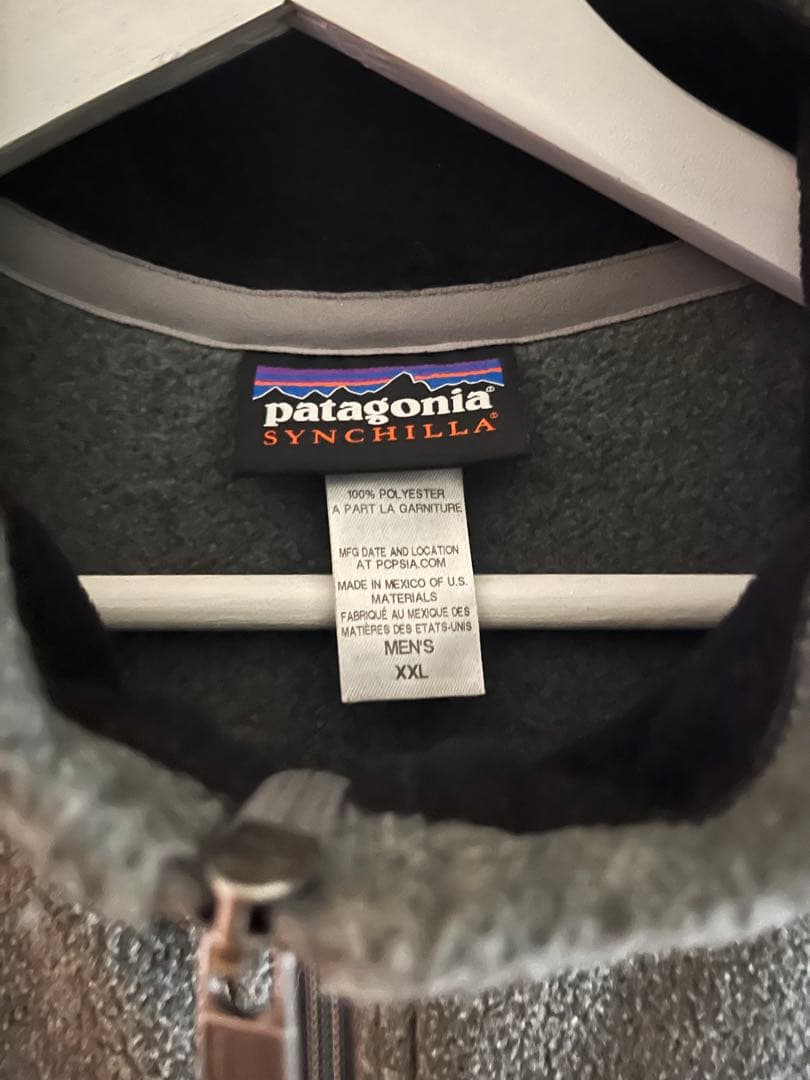 patagonia®
SYNCHILLA®
100% POLYESTER
A PART LA GARNITURE
MFG DATE AND LOCATION
AT PCPSIA.COM
MADE IN MEXICO OF U.S.
MATERIALS
FABRIQUÉ AU MEXIQUE DES
MATIÈRES DES ETATS-UNIS
MEN'S
XXL